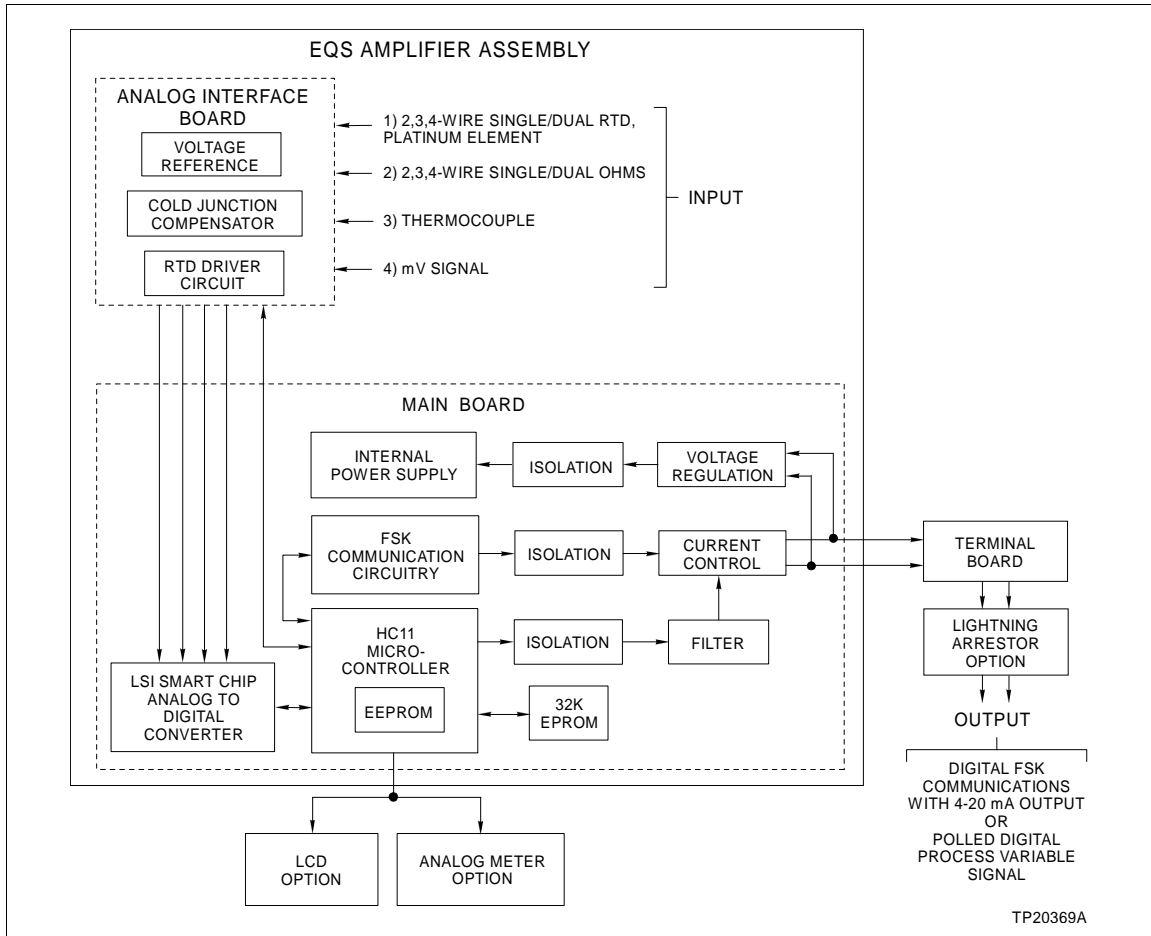 EQS AMPLIFIER ASSEMBLY
ANALOG INTERFACE
BOARD
VOLTAGE
REFERENCE
COLD JUNCTION
COMPENSATOR
RTD DRIVER
CIRCUIT
1) 2,3,4-WIRE SINGLE/DUAL RTD,
PLATINUM ELEMENT
2) 2,3,4-WIRE SINGLE/DUAL OHMS
3) THERMOCOUPLE
4) mV SIGNAL
INPUT
MAIN BOARD
INTERNAL
POWER SUPPLY
ISOLATION
VOLTAGE
REGULATION
FSK
COMMUNICATION
CIRCUITRY
ISOLATION
CURRENT
CONTROL
TERMINAL
BOARD
HC11
MICRO-
CONTROLLER
EEPROM
ISOLATION
FILTER
LIGHTNING
ARRESTOR
OPTION
LSI SMART CHIP
ANALOG TO
DIGITAL
CONVERTER
32K
EPROM
OUTPUT
DIGITAL FSK
COMMUNICATIONS
WITH 4-20 mA OUTPUT
OR
POLLED DIGITAL
PROCESS VARIABLE
SIGNAL
LCD
OPTION
ANALOG METER
OPTION
TP20369A